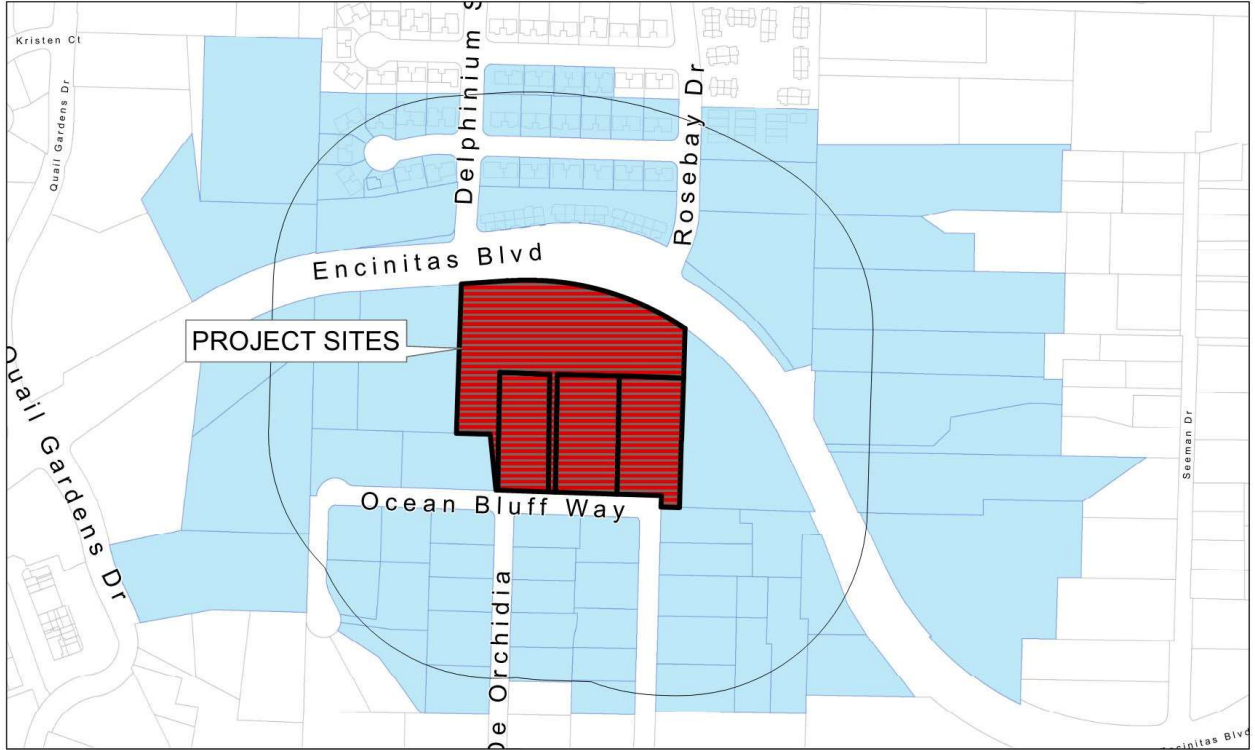 Kristen Ct
Quail Gardens Dr
Delphinium S
Rosebay Dr
Encinitas Blvd
PROJECT SITES
Quail Gardens Dr
Ocean Bluff Way
De Orchidia
Seeman Dr
Encinitas Blvd